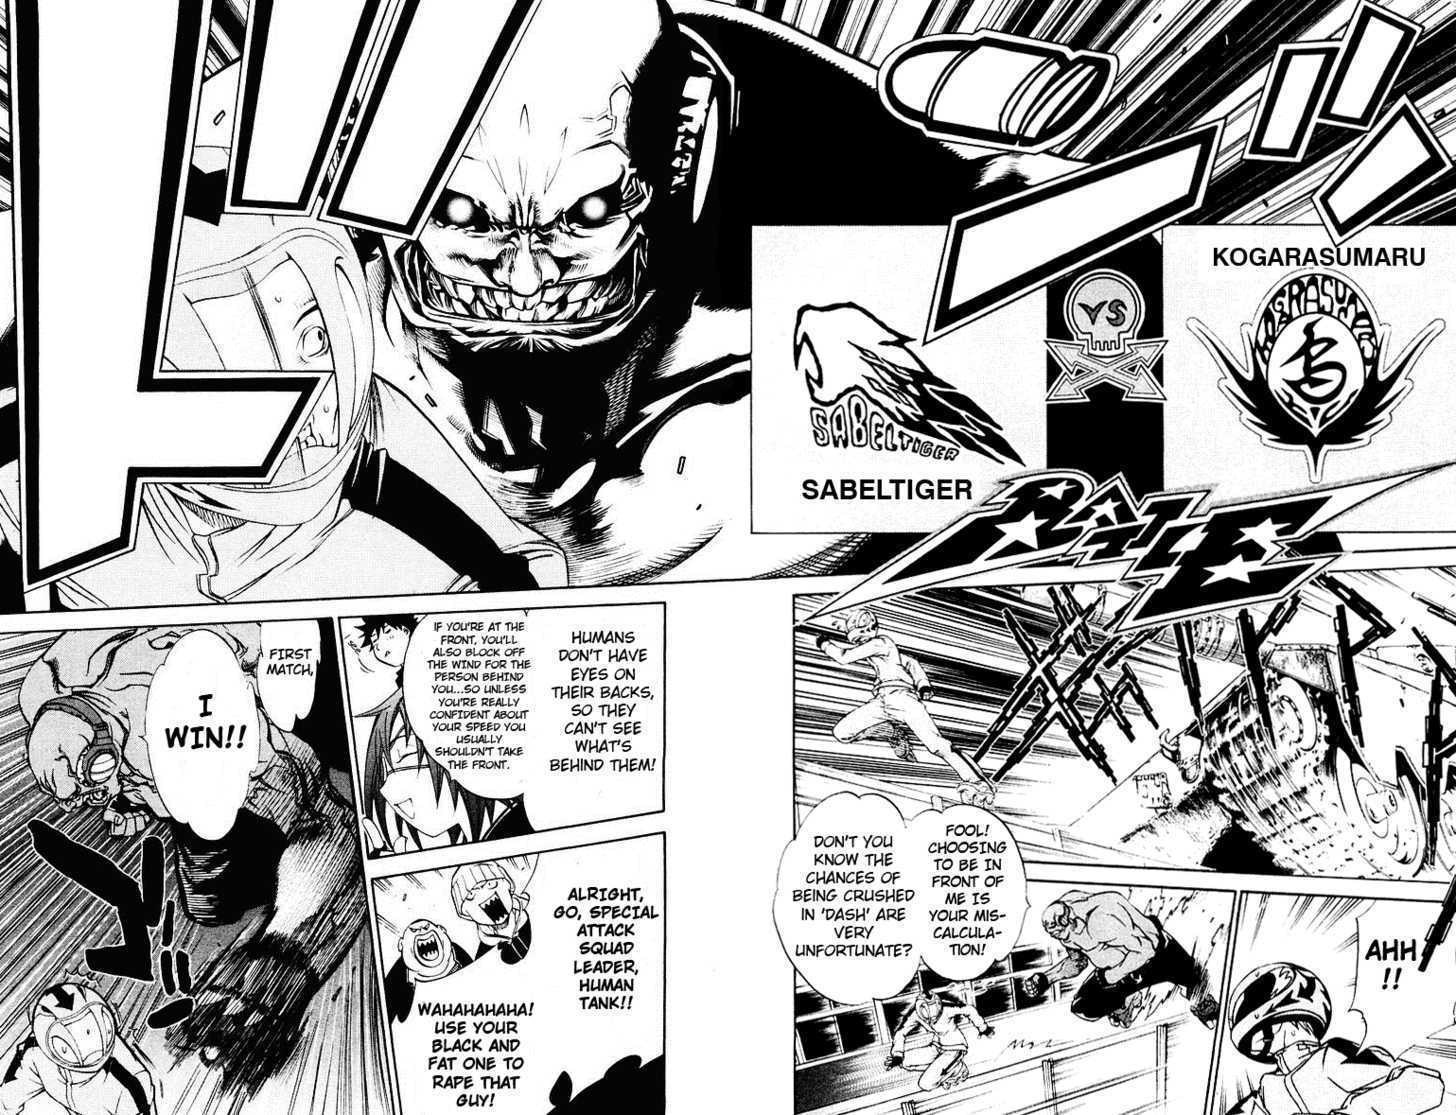 KOGARASUMARU
VS
SABELTIGER
SABELTIGER
BATTLE
AHH
!!
FOOL!
CHOOSING
TO BE IN
FRONT OF
ME IS
YOUR MIS-
CALCULA-
TION!
DON'T YOU
KNOW THE
CHANCES OF
BEING CRUSHED
IN 'DASH' ARE
VERY
UNFORTUNATE?
HUMANS
DON'T HAVE
EYES ON
THEIR BACKS,
SO THEY
CAN'T SEE
WHAT'S
BEHIND THEM!
IF YOU'RE AT THE
FRONT, YOU'LL
ALSO BLOCK OFF
THE WIND FOR THE
PERSON BEHIND
YOU...SO UNLESS
YOU'RE REALLY
CONFIDENT ABOUT
YOUR SPEED YOU
USUALLY
SHOULDN'T TAKE
THE FRONT.
ALRIGHT,
GO, SPECIAL
ATTACK
SQUAD
LEADER,
HUMAN
TANK!!
WAHAHAHAHA!
USE YOUR
BLACK AND
FAT ONE TO
RAPE THAT
GUY!
FIRST
MATCH,
I
WIN!!